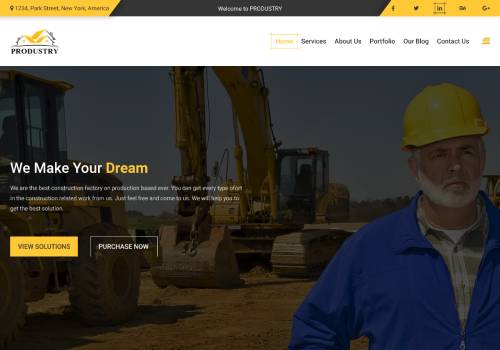 1234, Park Street, New York, America
Welcome to PRODUSTRY
f
in
Bē
G+
PRODUSTRY
Home Services About Us Portfolio Our Blog Contact Us
We Make Your Dream
We are the best construction factory on production based ever. You can get every type ofort
in the construction related work from us. Just feel free and come to us. We will help you to
get the best solution.
VIEW SOLUTIONS
PURCHASE NOW